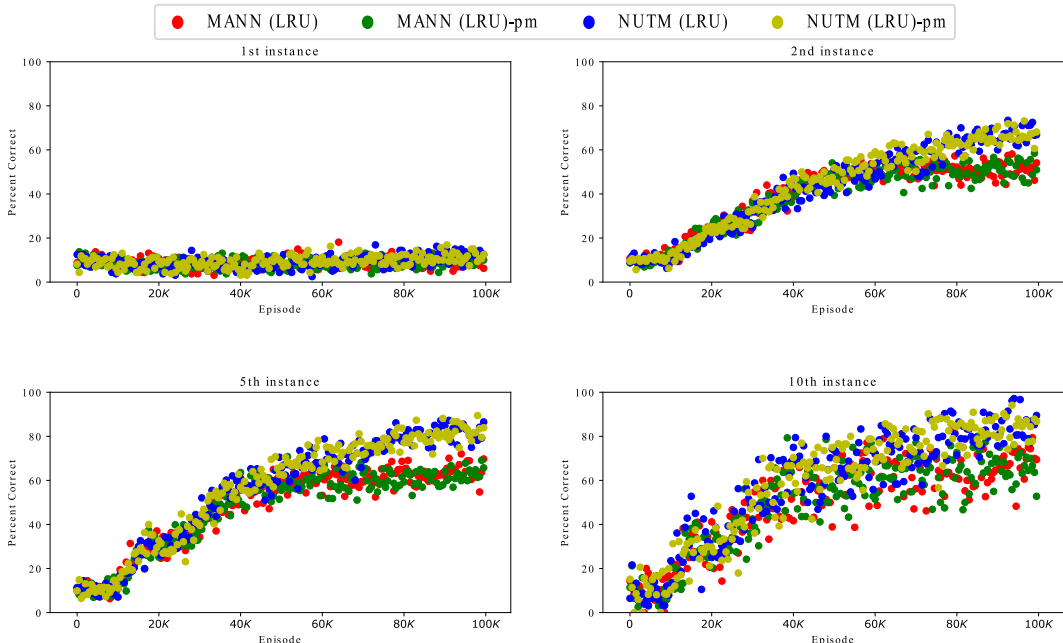 MANN (LRU) MANN (LRU)-pm NUTM (LRU) NUTM (LRU)-pm
1st instance
100
80
60
40
20
0
Percent Correct
0 20K 40K 60K 80K 100K
Episode
2nd instance
100
80
60
40
20
0
Percent Correct
0 20K 40K 60K 80K 100K
Episode
5th instance
100
80
60
40
20
0
Percent Correct
0 20K 40K 60K 80K 100K
Episode
10th instance
100
80
60
40
20
0
Percent Correct
0 20K 40K 60K 80K 100K
Episode